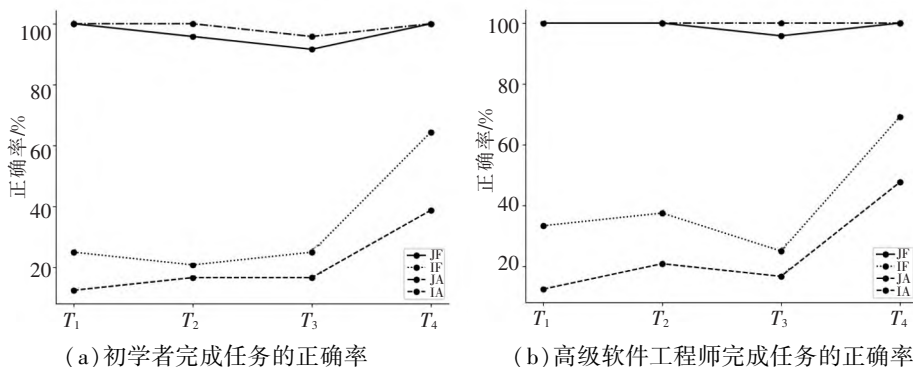 100
80
60
40
20
正确率/%
JF
IF
JA
IA
T₁ T₂ T₃ T₄
(a)初学者完成任务的正确率
100
80
60
40
20
正确率/%
JF
IF
JA
IA
T₁ T₂ T₃ T₄
(b)高级软件工程师完成任务的正确率